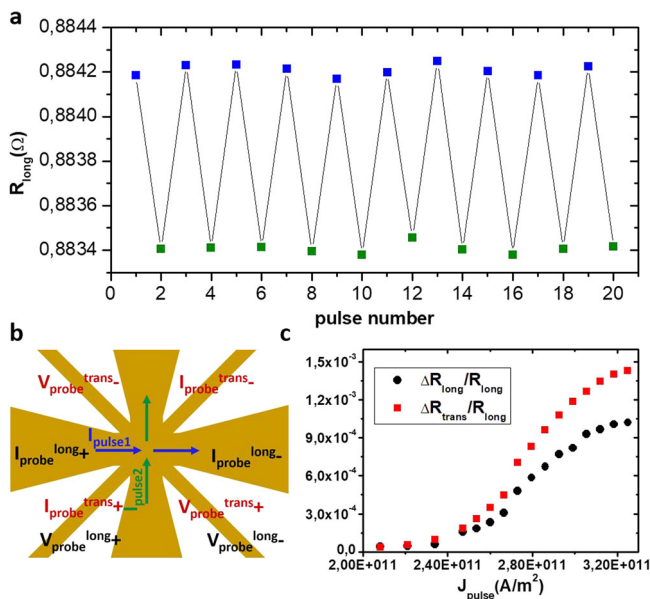 a
0,8844
0,8842
0,8840
0,8838
0,8836
0,8834
R_long(Ω)
0 2 4 6 8 10 12 14 16 18 20
pulse number
b
V_probe^trans-
I_probe^trans-
I_pulse1
I_probe^long+
I_probe^long-
I_pulse2
I_probe^trans+
V_probe^trans+
V_probe^long+
V_probe^long-
c
1,5x10⁻³
1,2x10⁻³
9,0x10⁻⁴
6,0x10⁻⁴
3,0x10⁻⁴
0,0
ΔR_long/R_long
ΔR_trans/R_long
2,00E+011 2,40E+011 2,80E+011 3,20E+011
J_pulse(A/m²)